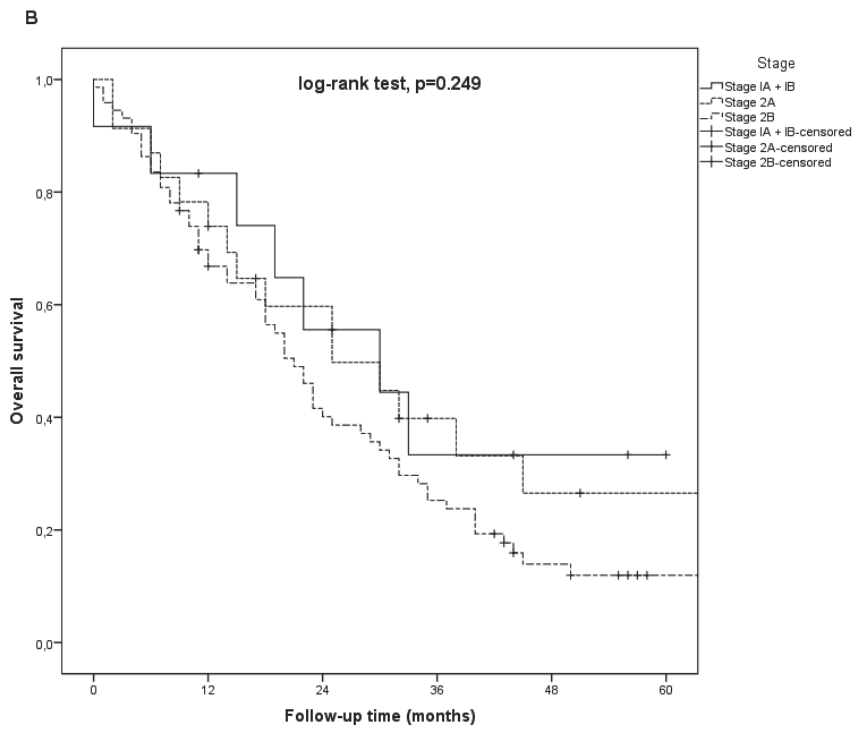 B
log-rank test, p=0.249
Stage
Stage IA + IB
Stage 2A
Stage 2B
Stage IA + IB-censored
Stage 2A-censored
Stage 2B-censored
Overall survival
1,0
0,8
0,6
0,4
0,2
0,0
0 12 24 36 48 60
Follow-up time (months)